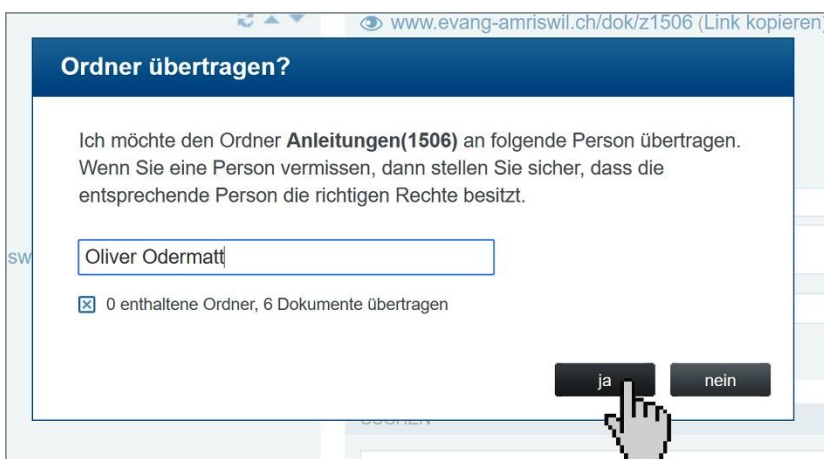 www.evang-amriswil.ch/dok/z1506 (Link kopieren)
Ordner übertragen?
Ich möchte den Ordner Anleitungen(1506) an folgende Person übertragen.
Wenn Sie eine Person vermissen, dann stellen Sie sicher, dass die
entsprechende Person die richtigen Rechte besitzt.
sw
Oliver Odermatt
0 enthaltene Ordner, 6 Dokumente übertragen
ja nein